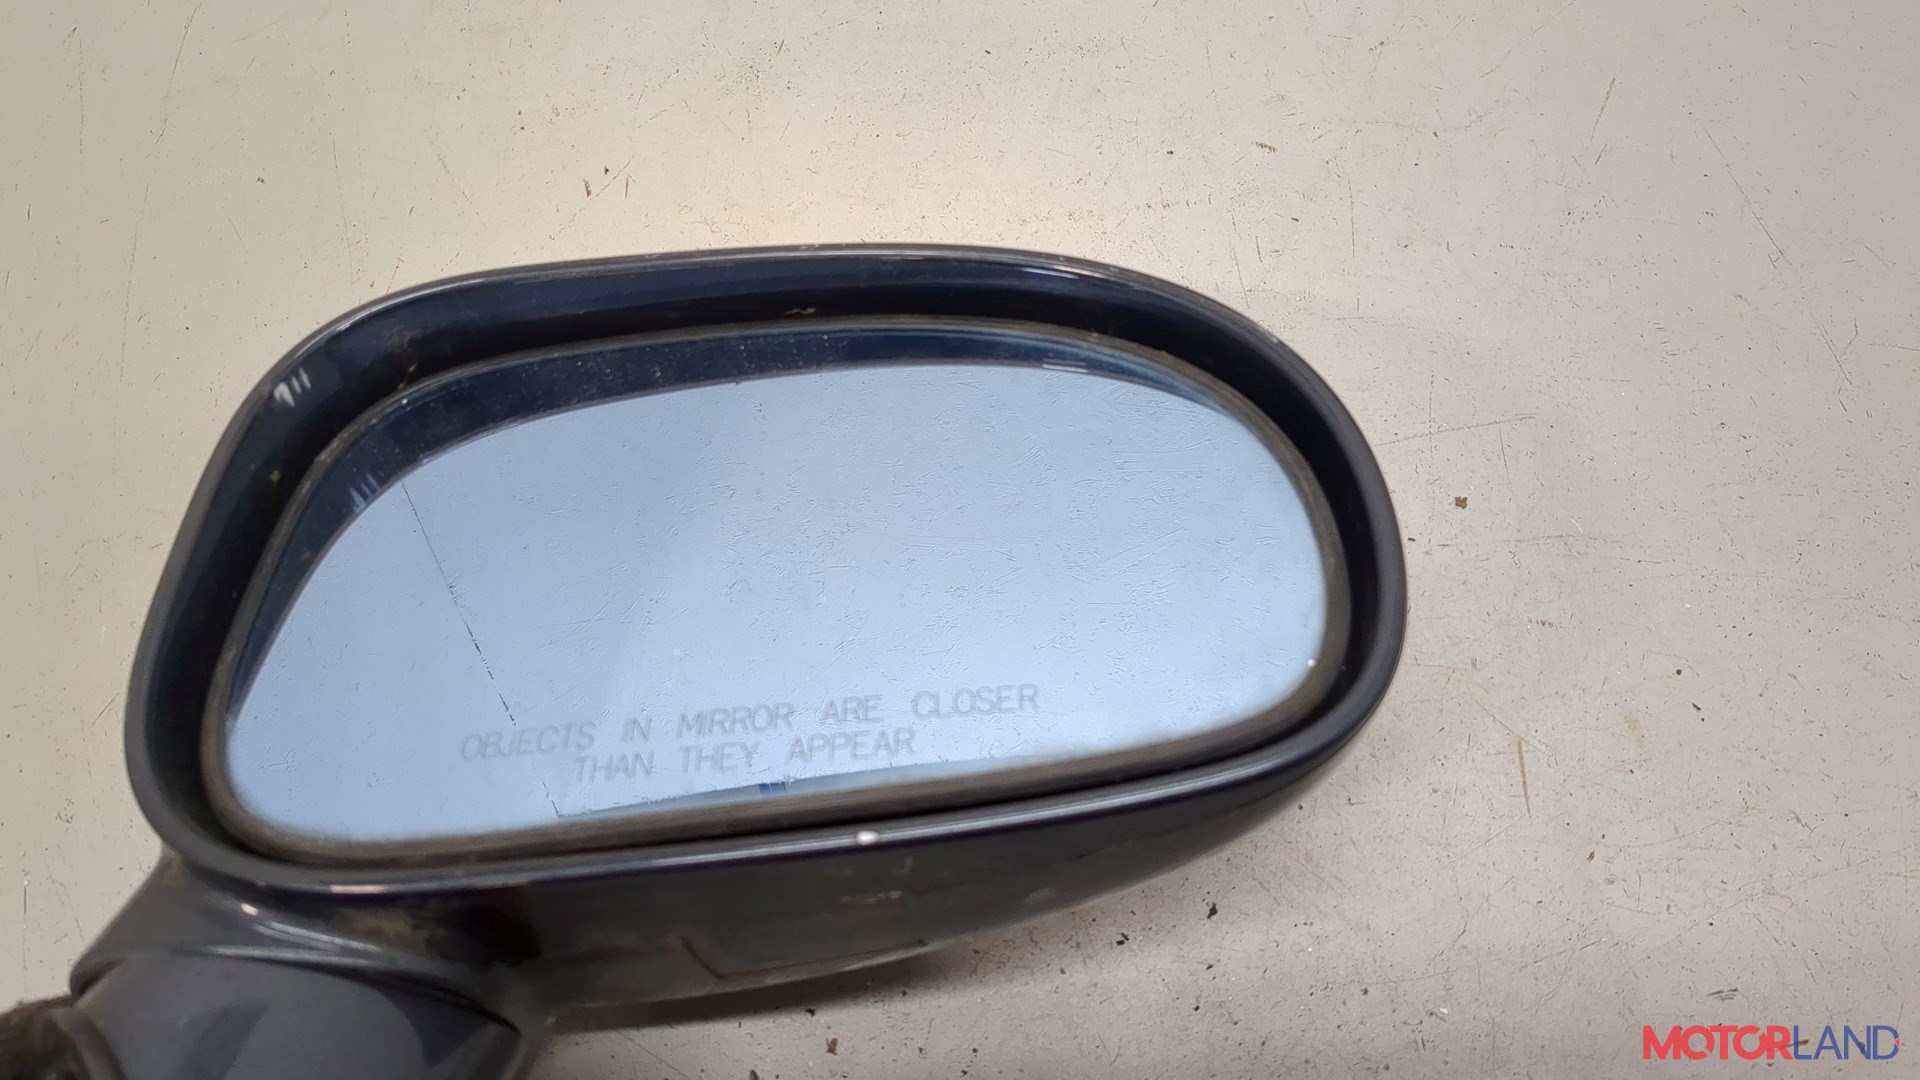 OBJECTS IN MIRROR ARE CLOSER
THAN THEY APPEAR
MOTORLAND